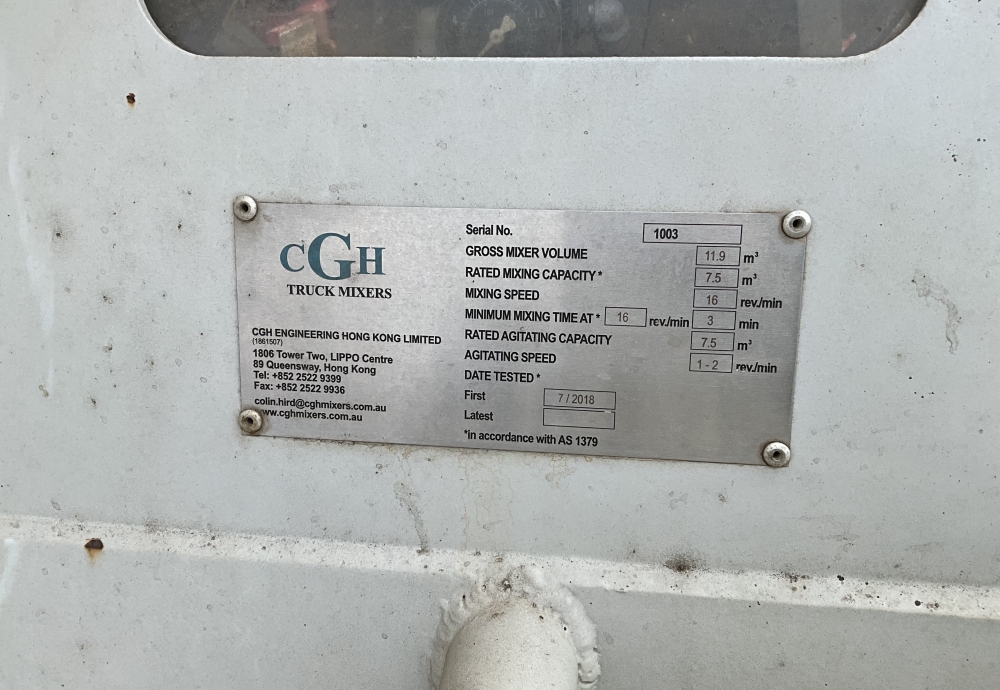 CGH
TRUCK MIXERS
CGH ENGINEERING HONG KONG LIMITED
(1861507)
1806 Tower Two, LIPPO Centre
89 Queensway, Hong Kong
Tel: +852 2522 9399
Fax: +852 2522 9936
colin.hird@cghmixers.com.au
www.cghmixers.com.au
Serial No. 1003
GROSS MIXER VOLUME 11.9 m³
RATED MIXING CAPACITY * 7.5 m³
MIXING SPEED 16 rev./min
MINIMUM MIXING TIME AT * 16 rev./min 3 min
RATED AGITATING CAPACITY 7.5 m³
AGITATING SPEED 1 - 2 rev./min
DATE TESTED *
First 7 / 2018
Latest
*in accordance with AS 1379